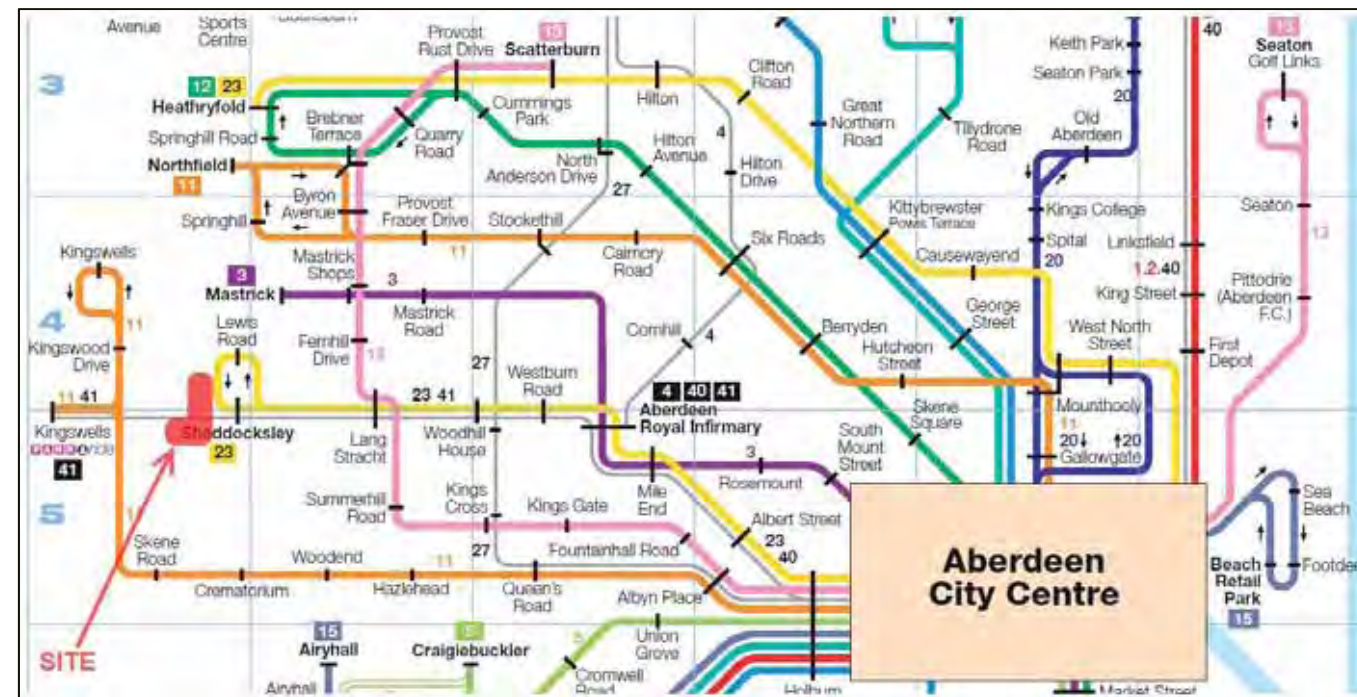 Avenue
Sports
Centre
Provost
Rust Drive
13
Scatterburn
40
13
Seaton
Golf Links
Keith Park
Seaton Park
20
3
12 23
Heathryfold
Springhill Road
Brebner
Terrace
Quarry
Road
Cummings
Park
Hilton
Clifton
Road
Great
Northern
Road
Tillydrone
Road
Old
Aberdeen
4
Hilton
Avenue
Hilton
Drive
North
Anderson Drive
27
Northfield
11
Byron
Avenue
Springhill
Provost
Fraser Drive
Stockethill
11
Cairncry
Road
Six Roads
Kittybrewster
Powis Terrace
Causewayend
Kings College
Spital
20
Linksfield
1.2.40
King Street
Seaton
13
Pittodrie
(Aberdeen
F.C.)
Kingswells
11
4
Mastrick
Shops
3
Mastrick
3
Mastrick
Road
Lewis
Road
Fernhill
Drive
13
27
Cornhill
4
Berryden
Hutcheon
Street
George
Street
West North
Street
First
Depot
Kingswood
Drive
11 41
Kingswells
41
Sheddocksley
23
Lang
Stracht
23 41
Woodhill
House
Westburn
Road
4 40 41
Aberdeen
Royal Infirmary
Skene
Square
Mounthooly
11
20 20
Gallowgate
South
Mount
Street
3
Rosemount
Mile
End
5
Summerhill
Road
Kings
Cross
Kings Gate
27
Fountainhall Road
Albert Street
23
40
Aberdeen
City Centre
Sea
Beach
Beach
Retail
Park
15
Skene
Road
Crematorium
Woodend
Hazlehead
11
Queen's
Road
Albyn Place
SITE
15
Airyhall
5
Craigiebuckler
5
Union
Grove
Cromwell
Road
Airyhall
Holburn
Market Street